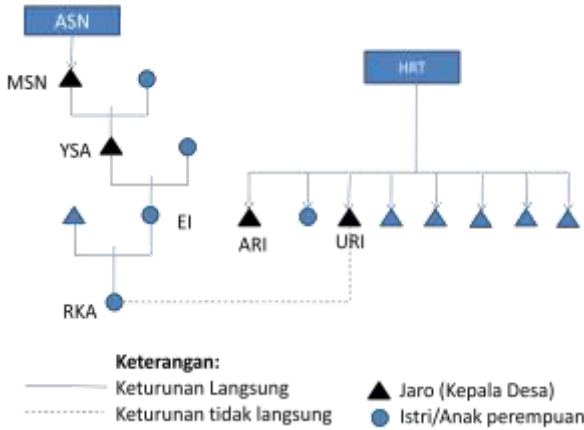 ASN
HRT
MSN
YSA
EI
ARI
URI
RKA
Keterangan:
Keturunan Langsung
Keturunan tidak langsung
Jaro (Kepala Desa)
Istri/Anak perempuan